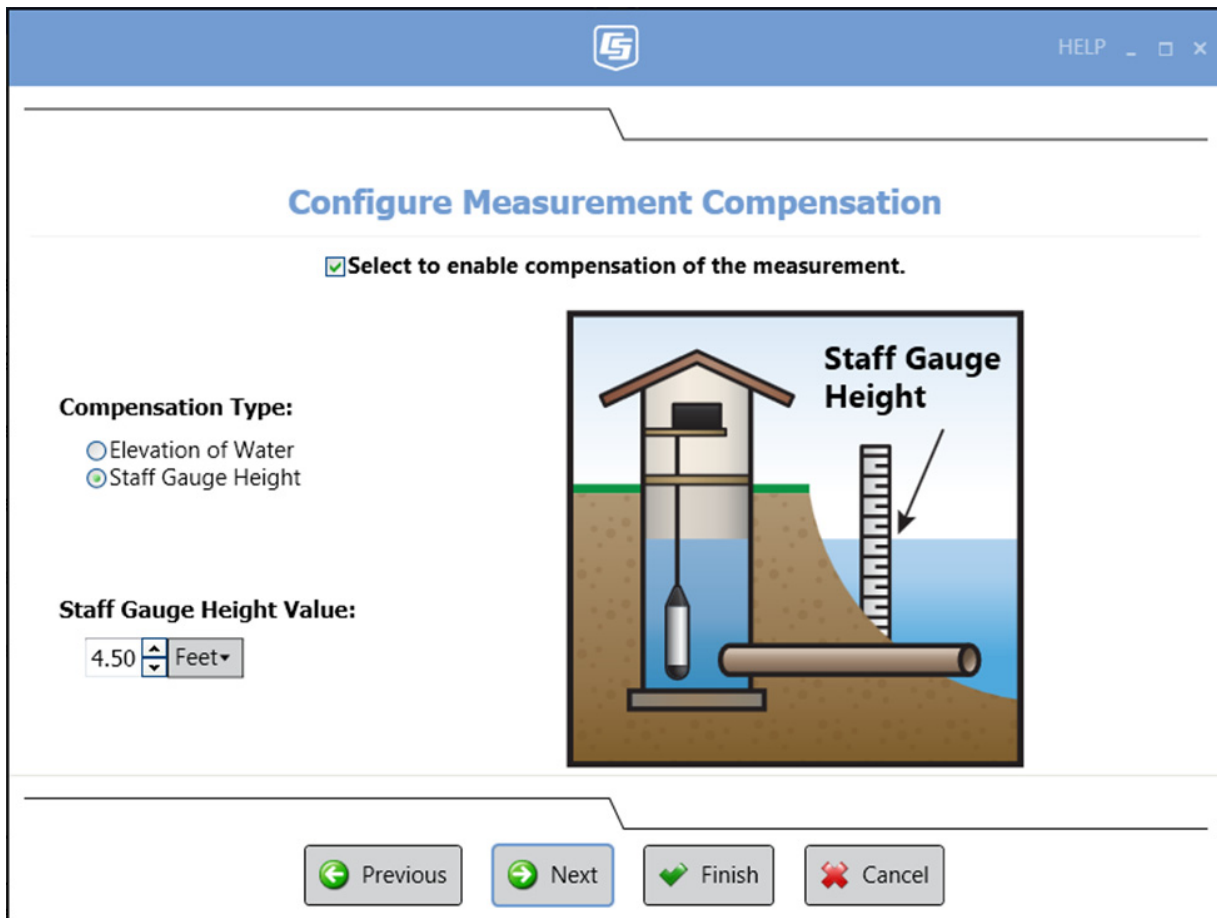 HELP
Configure Measurement Compensation
Select to enable compensation of the measurement.
Staff Gauge
Height
Compensation Type:
Elevation of Water
Staff Gauge Height
Staff Gauge Height Value:
4.50 Feet
Previous Next Finish Cancel